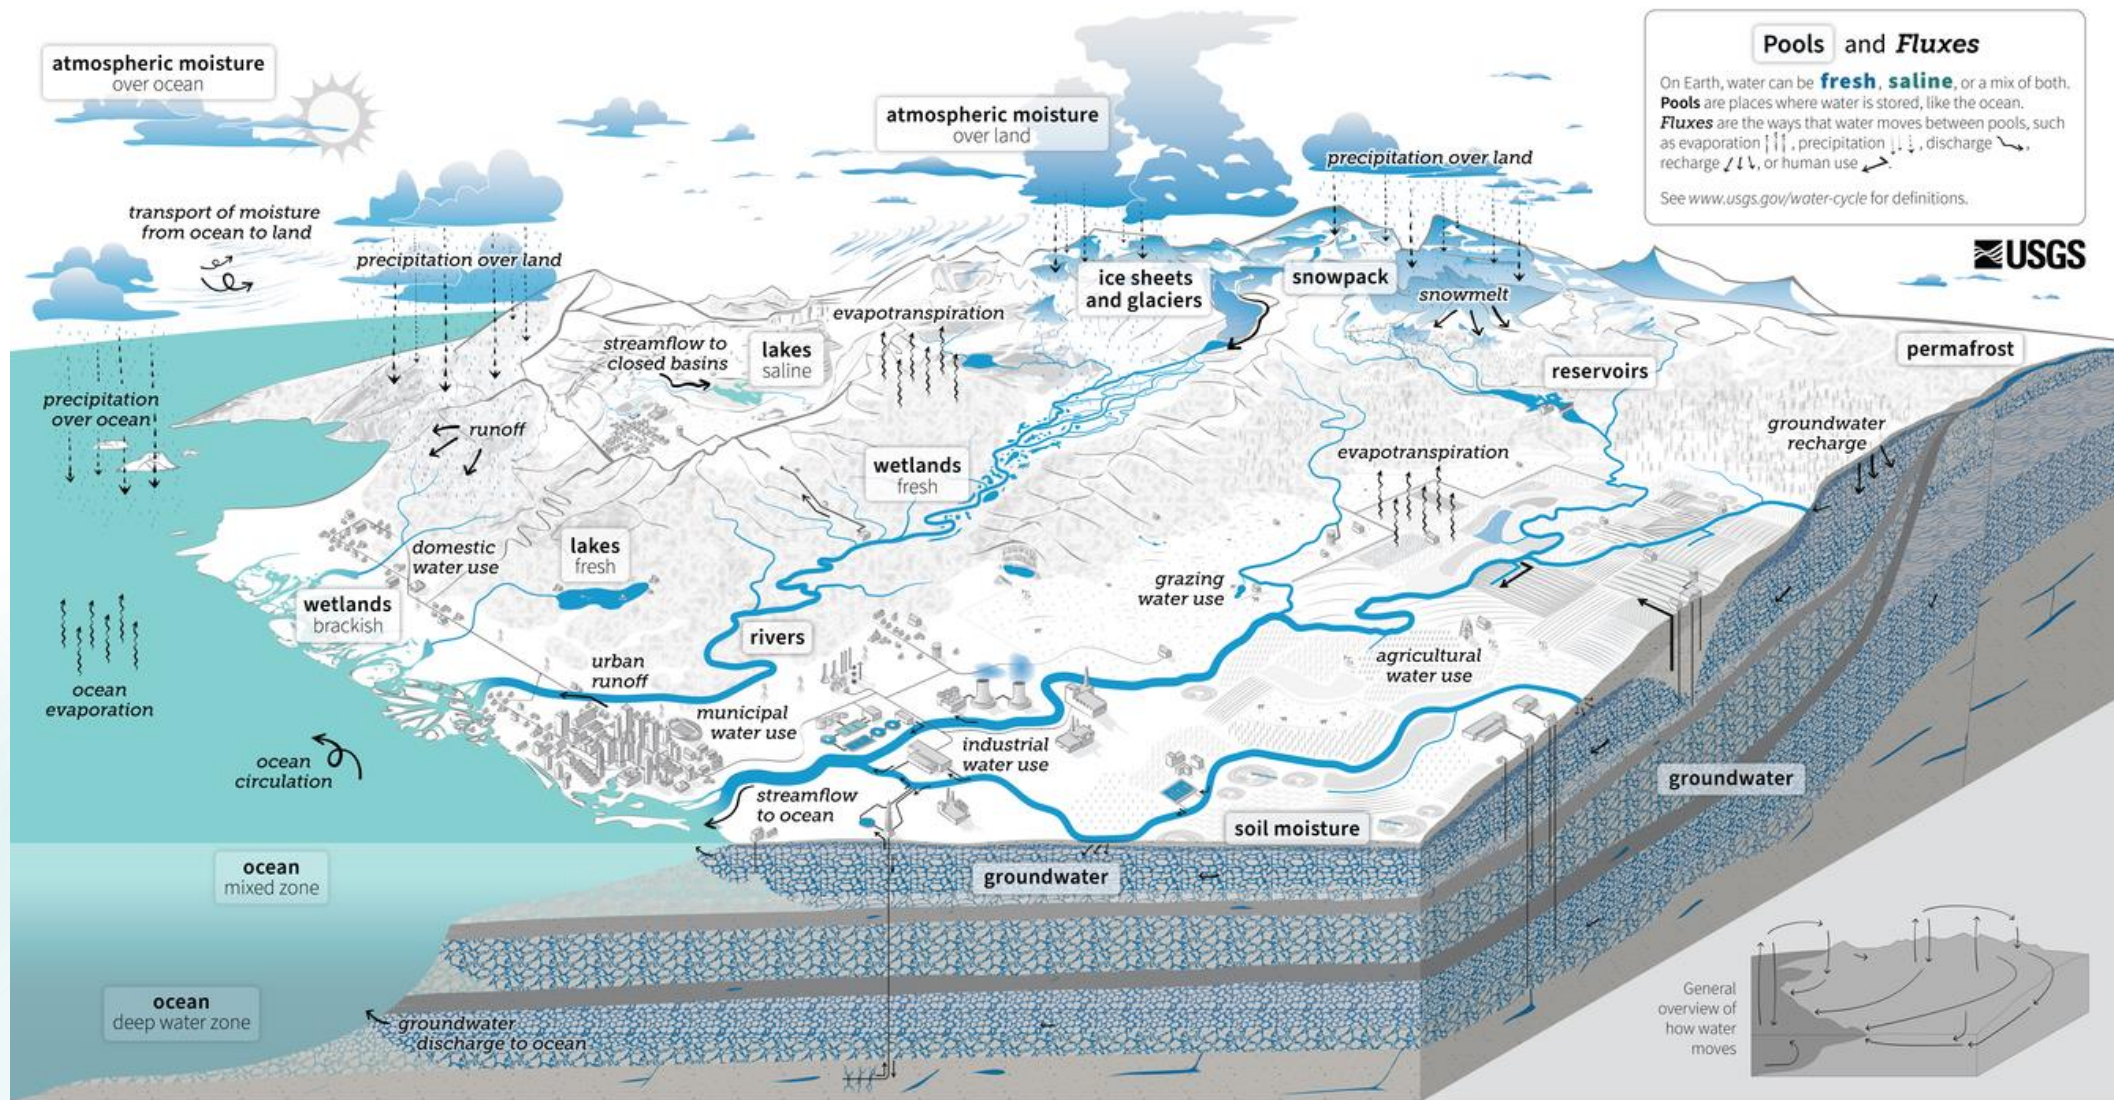 atmospheric moisture
over ocean
atmospheric moisture
over land
Pools and Fluxes
On Earth, water can be fresh, saline, or a mix of both.
Pools are places where water is stored, like the ocean.
Fluxes are the ways that water moves between pools, such
as evaporation , precipitation , discharge ,
recharge , or human use .
See www.usgs.gov/water-cycle for definitions.
USGS
precipitation over land
transport of moisture
from ocean to land
precipitation over land
ice sheets
and glaciers
snowpack
snowmelt
evapotranspiration
streamflow to
closed basins
lakes
saline
permafrost
reservoirs
precipitation
over ocean
runoff
groundwater
recharge
evapotranspiration
wetlands
fresh
domestic
water use
lakes
fresh
grazing
water use
wetlands
brackish
rivers
urban
runoff
agricultural
water use
ocean
evaporation
municipal
water use
industrial
water use
ocean
circulation
groundwater
streamflow
to ocean
soil moisture
ocean
mixed zone
groundwater
ocean
deep water zone
groundwater
discharge to ocean
General
overview of
how water
moves